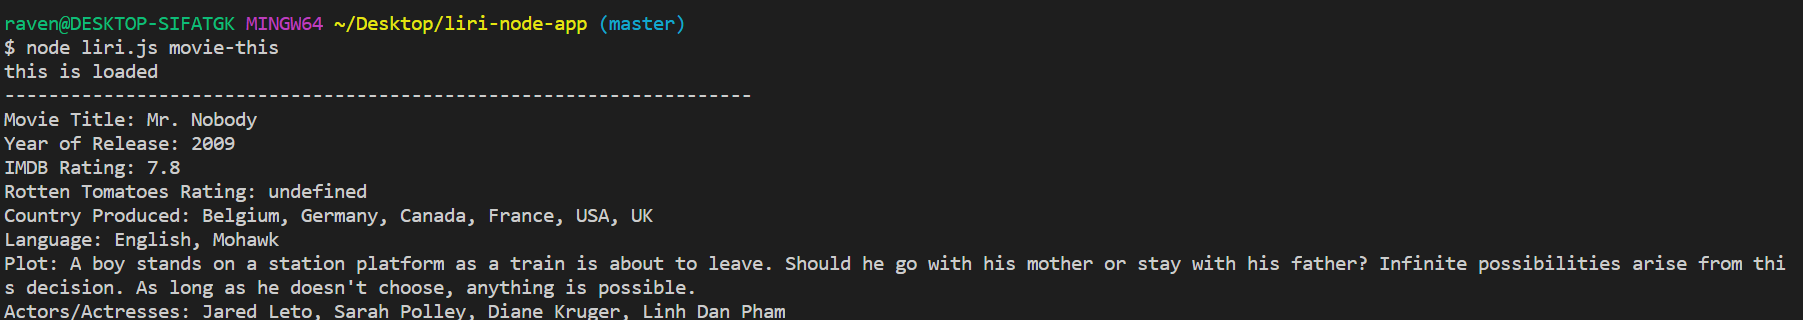 raven@DESKTOP-SIFATGK MINGW64 ~/Desktop/liri-node-app (master)
$ node liri.js movie-this
this is loaded
--------------------------------------------------------------------
Movie Title: Mr. Nobody
Year of Release: 2009
IMDB Rating: 7.8
Rotten Tomatoes Rating: undefined
Country Produced: Belgium, Germany, Canada, France, USA, UK
Language: English, Mohawk
Plot: A boy stands on a station platform as a train is about to leave. Should he go with his mother or stay with his father? Infinite possibilities arise from thi
s decision. As long as he doesn't choose, anything is possible.
Actors/Actresses: Jared Leto, Sarah Polley, Diane Kruger, Linh Dan Pham